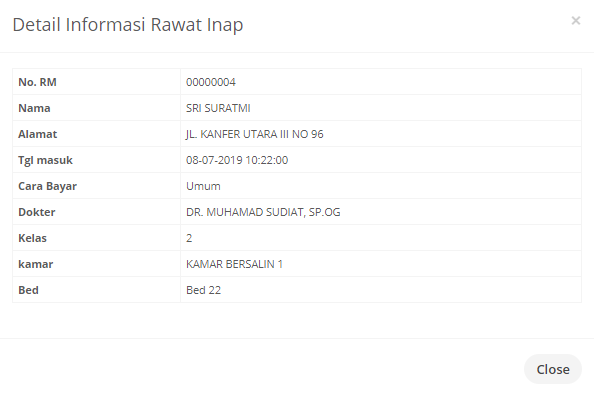 Detail Informasi Rawat Inap ×
No. RM 00000004
Nama SRI SURATMI
Alamat JL. KANFER UTARA III NO 96
Tgl masuk 08-07-2019 10:22:00
Cara Bayar Umum
Dokter DR. MUHAMAD SUDIAT, SP.OG
Kelas 2
kamar KAMAR BERSALIN 1
Bed Bed 22
Close